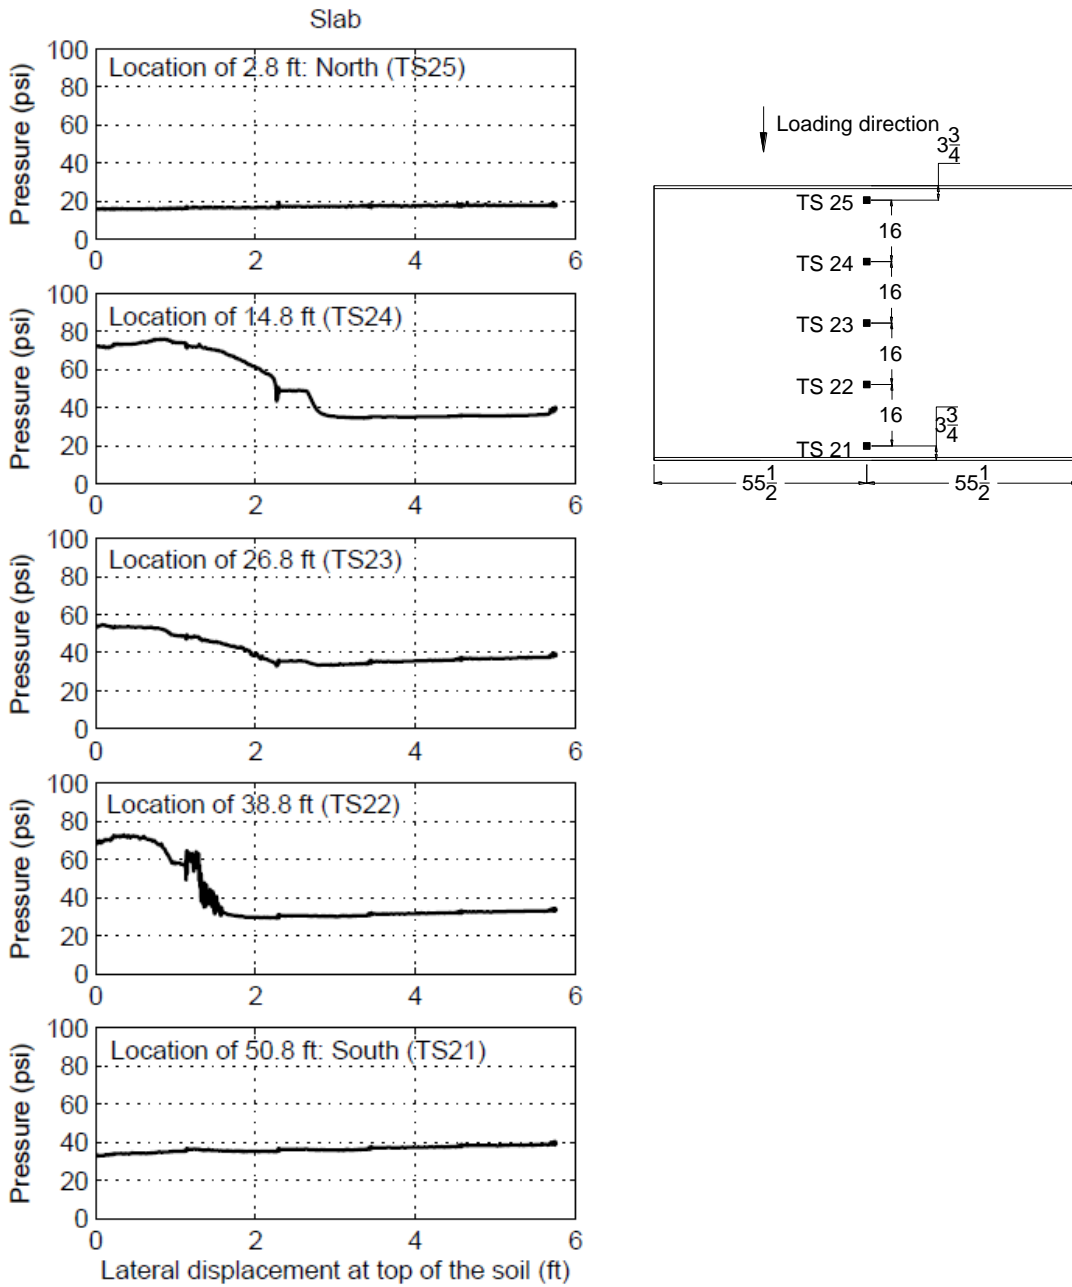 Slab
Pressure (psi)
100
80
60
40
20
0
Location of 2.8 ft: North (TS25)
0 2 4 6
Pressure (psi)
100
80
60
40
20
0
Location of 14.8 ft (TS24)
0 2 4 6
Pressure (psi)
100
80
60
40
20
0
Location of 26.8 ft (TS23)
0 2 4 6
Pressure (psi)
100
80
60
40
20
0
Location of 38.8 ft (TS22)
0 2 4 6
Pressure (psi)
100
80
60
40
20
0
Location of 50.8 ft: South (TS21)
0 2 4 6
Lateral displacement at top of the soil (ft)
Loading direction
3 3/4
TS 25
16
TS 24
16
TS 23
16
TS 22
16
3 3/4
TS 21
55 1/2 55 1/2